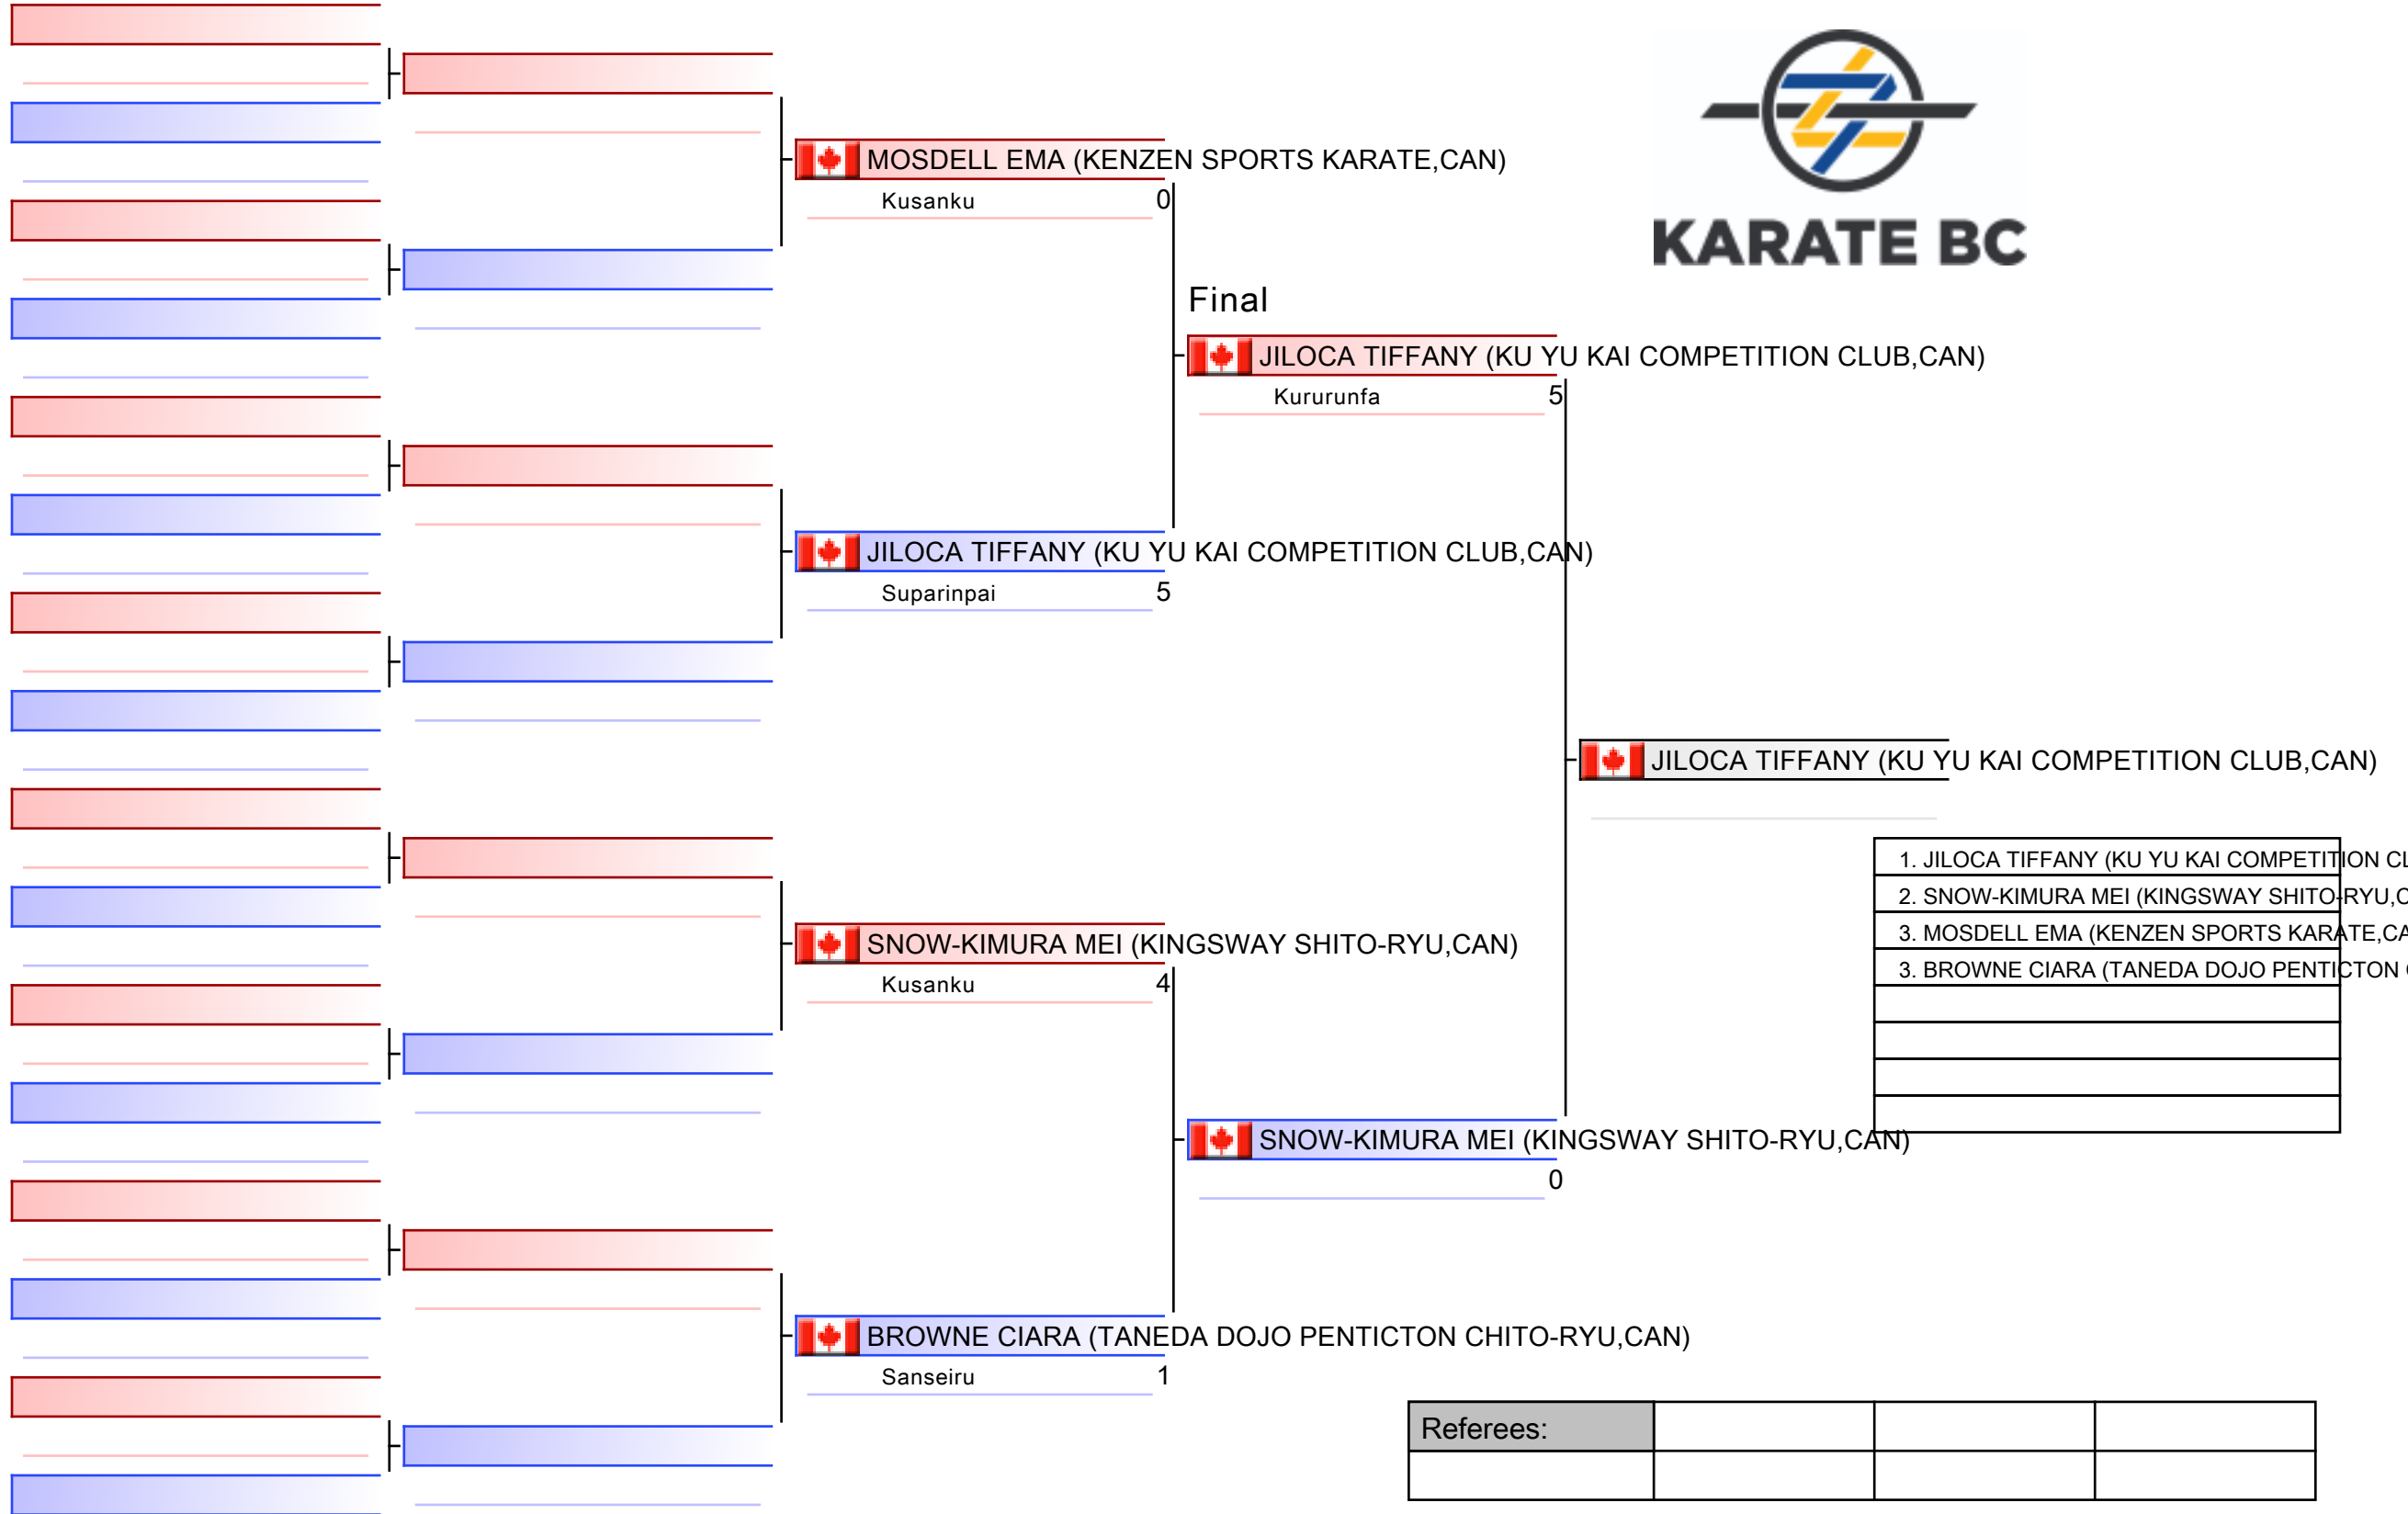 KARATE BC
MOSDELL EMA (KENZEN SPORTS KARATE,CAN)
Kusanku 0
Final
JILOCA TIFFANY (KU YU KAI COMPETITION CLUB,CAN)
Kururunfa 5
JILOCA TIFFANY (KU YU KAI COMPETITION CLUB,CAN)
Suparinpai 5
JILOCA TIFFANY (KU YU KAI COMPETITION CLUB,CAN)
1. JILOCA TIFFANY (KU YU KAI COMPETITION CL
2. SNOW-KIMURA MEI (KINGSWAY SHITO-RYU,C
3. MOSDELL EMA (KENZEN SPORTS KARATE,CA
3. BROWNE CIARA (TANEDA DOJO PENTICTON
SNOW-KIMURA MEI (KINGSWAY SHITO-RYU,CAN)
Kusanku 4
SNOW-KIMURA MEI (KINGSWAY SHITO-RYU,CAN)
0
BROWNE CIARA (TANEDA DOJO PENTICTON CHITO-RYU,CAN)
Sanseiru 1
Referees: